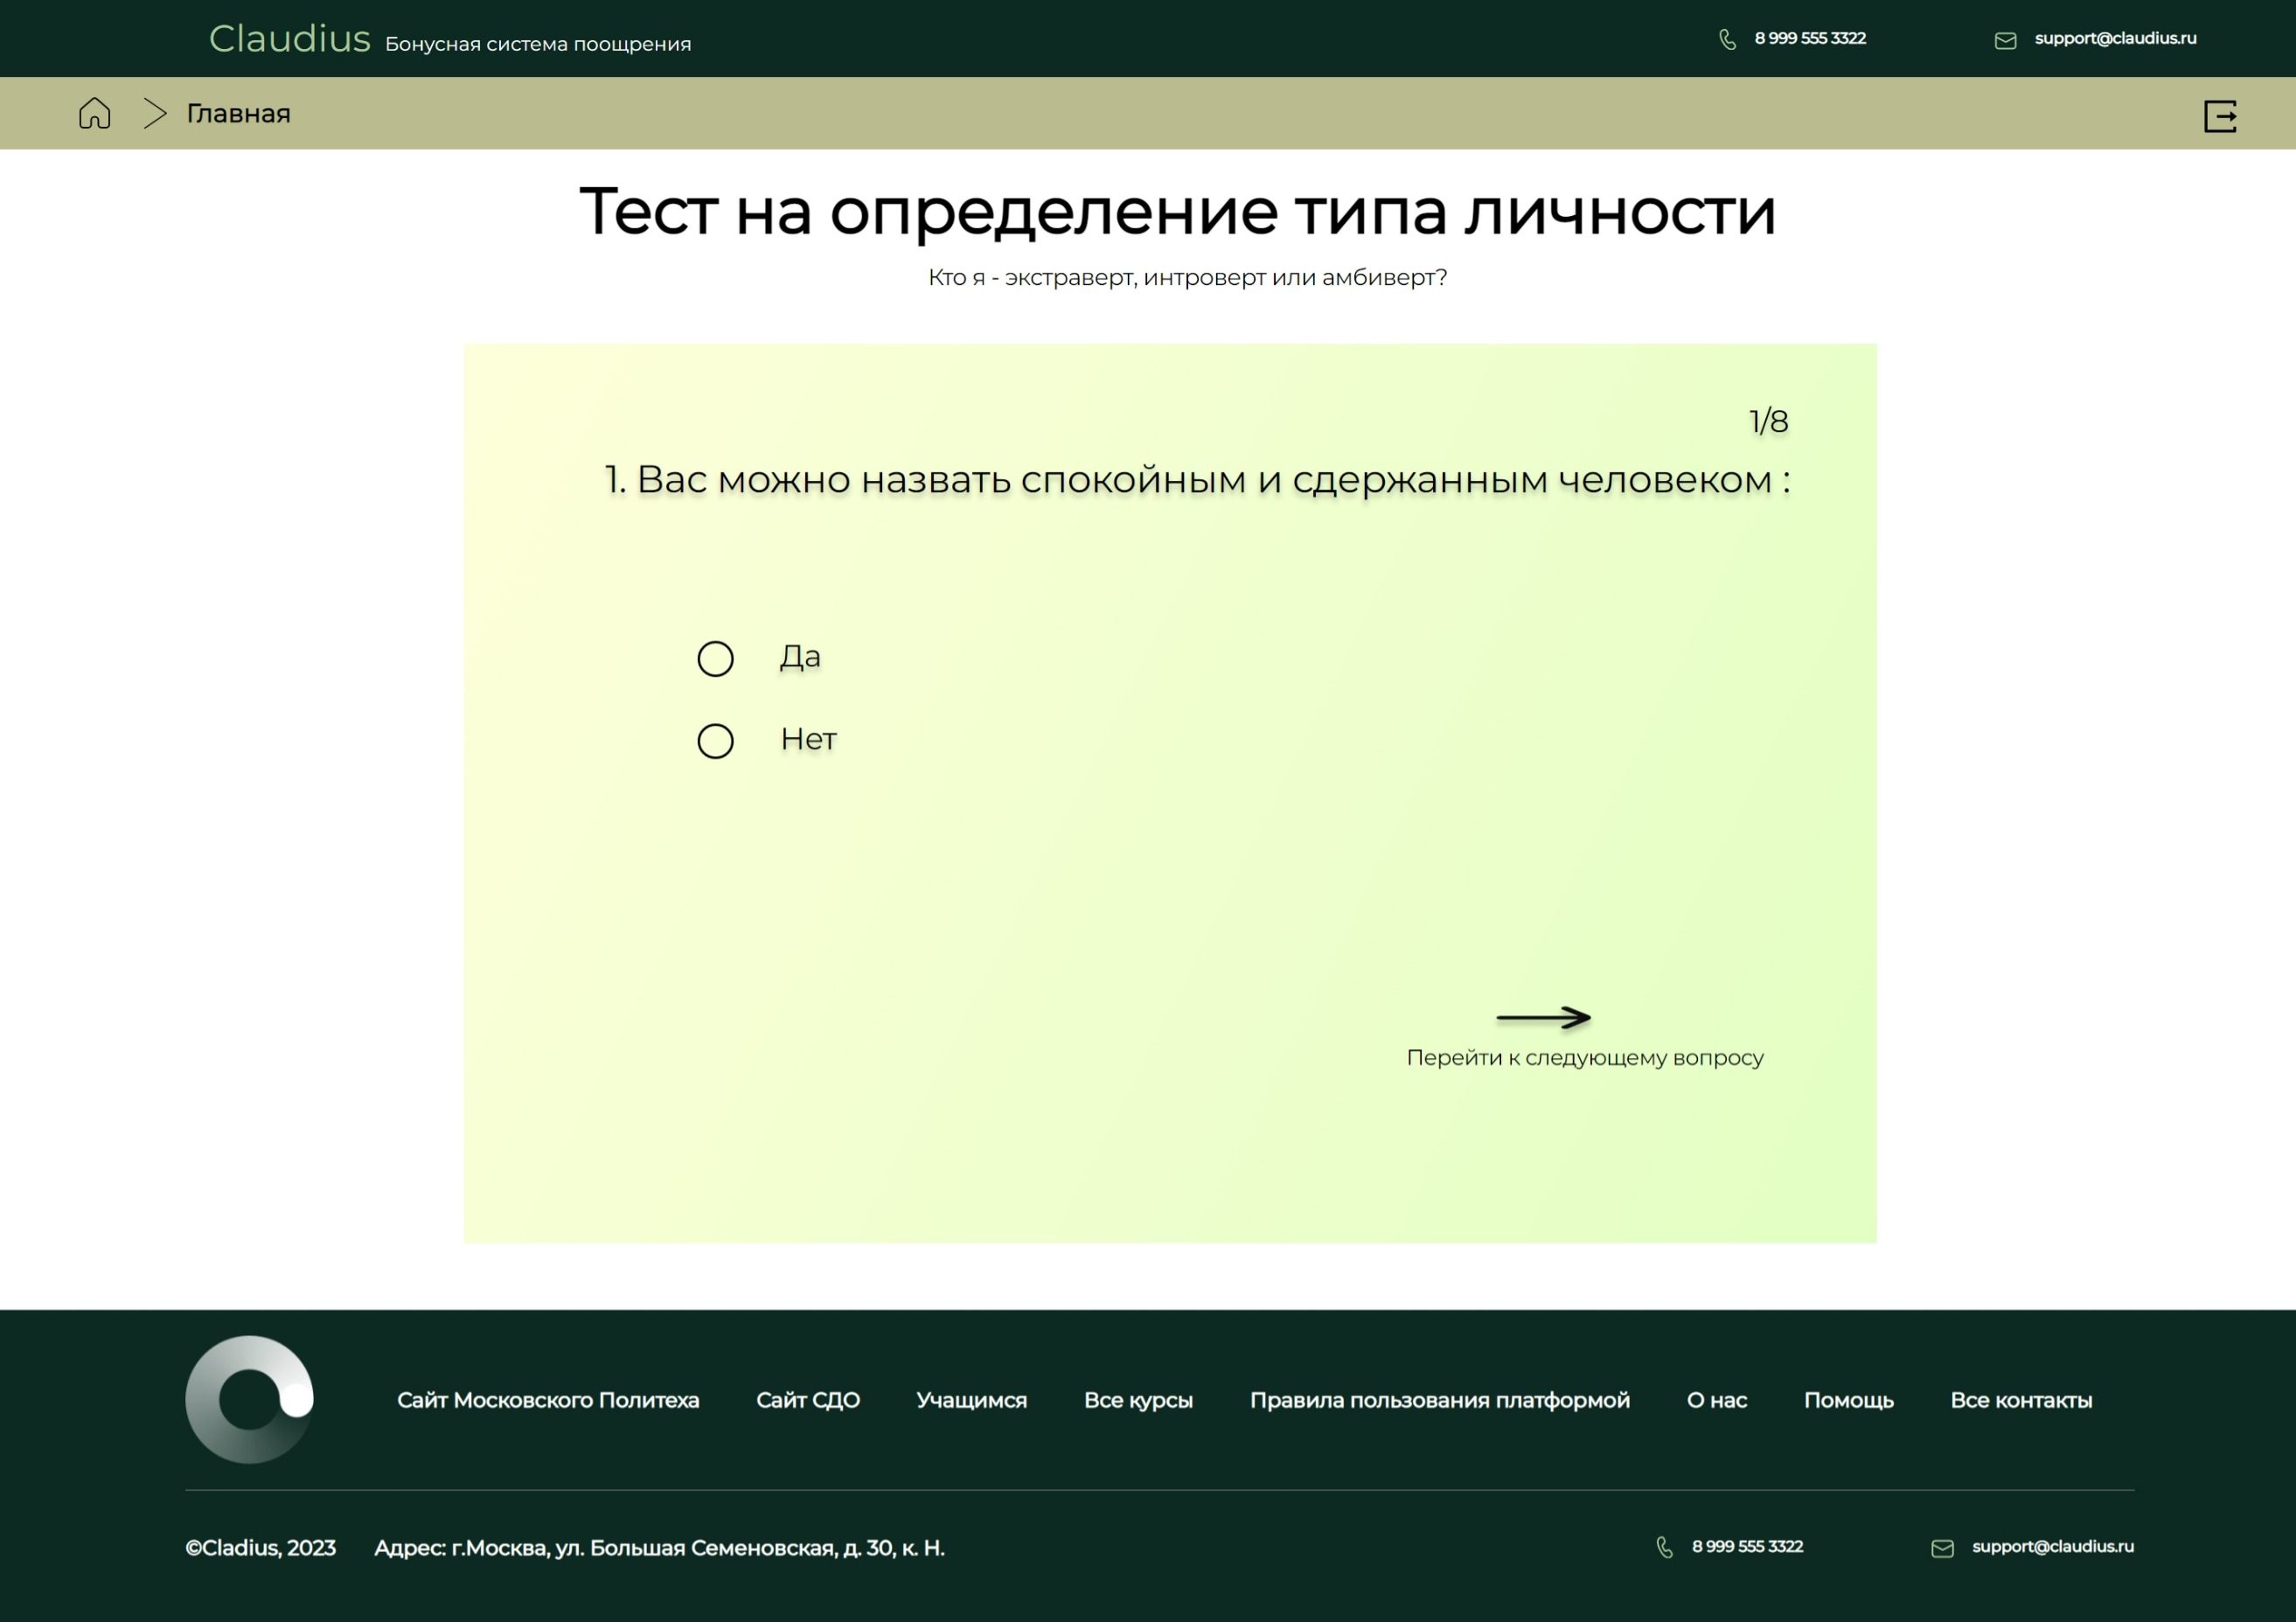 Claudius Бонусная система поощрения
8 999 555 3322
support@claudius.ru
Главная
Тест на определение типа личности
Кто я - экстраверт, интроверт или амбиверт?
1/8
1. Вас можно назвать спокойным и сдержанным человеком :
Да
Нет
Перейти к следующему вопросу
Сайт Московского Политеха
Сайт СДО
Учащимся
Все курсы
Правила пользования платформой
О нас
Помощь
Все контакты
©Cladius, 2023
Адрес: г.Москва, ул. Большая Семеновская, д. 30, к. Н.
8 999 555 3322
support@claudius.ru